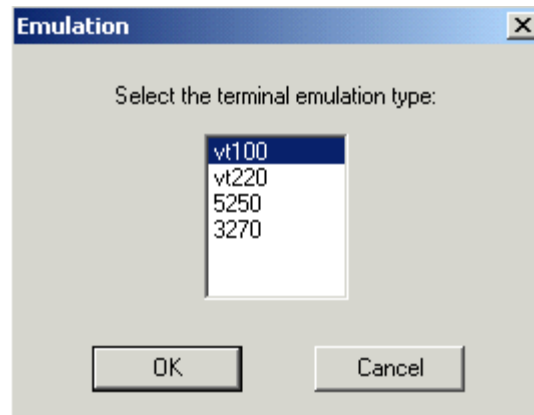 Emulation
Select the terminal emulation type:
vt100
vt220
5250
3270
OK Cancel